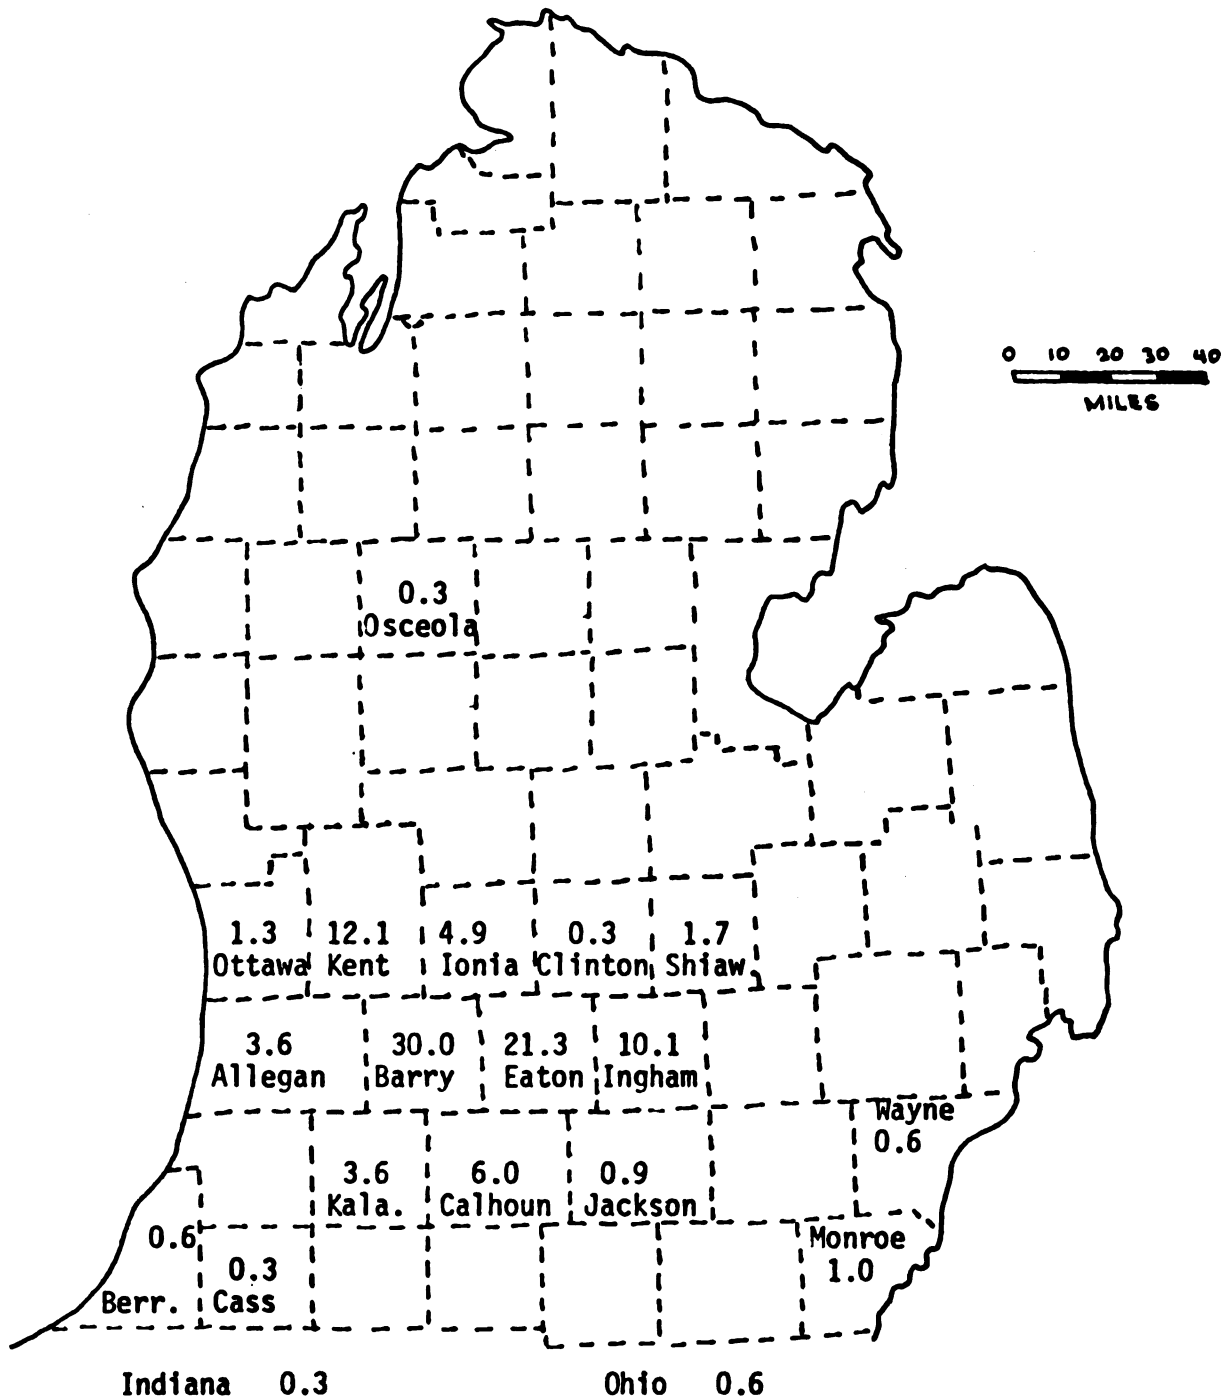 0 10 20 30 40
MILES
0.3
Osceola
1.3 12.1 4.9 0.3 1.7
Ottawa Kent Ionia Clinton Shiaw.
3.6 30.0 21.3 10.1
Allegan Barry Eaton Ingham
Wayne
0.6
3.6 6.0 0.9
Kala. Calhoun Jackson
0.6
Monroe
0.3 1.0
Berr. Cass
Indiana 0.3 Ohio 0.6